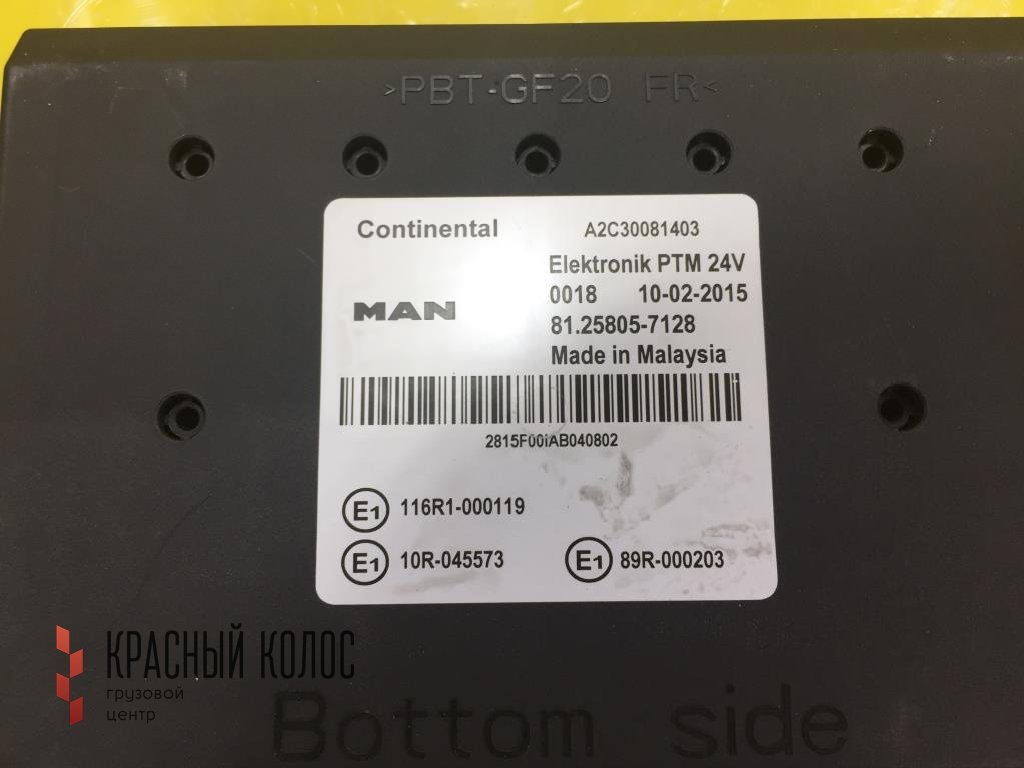 >PBT-GF20 FR<
Continental A2C30081403
Elektronik PTM 24V
0018 10-02-2015
MAN
81.25805-7128
Made in Malaysia
2815F00iAB040802
E1 116R1-000119
E1 10R-045573 E1 89R-000203
КРАСНЫЙ КОЛОС
грузовой
центр
Bottom side